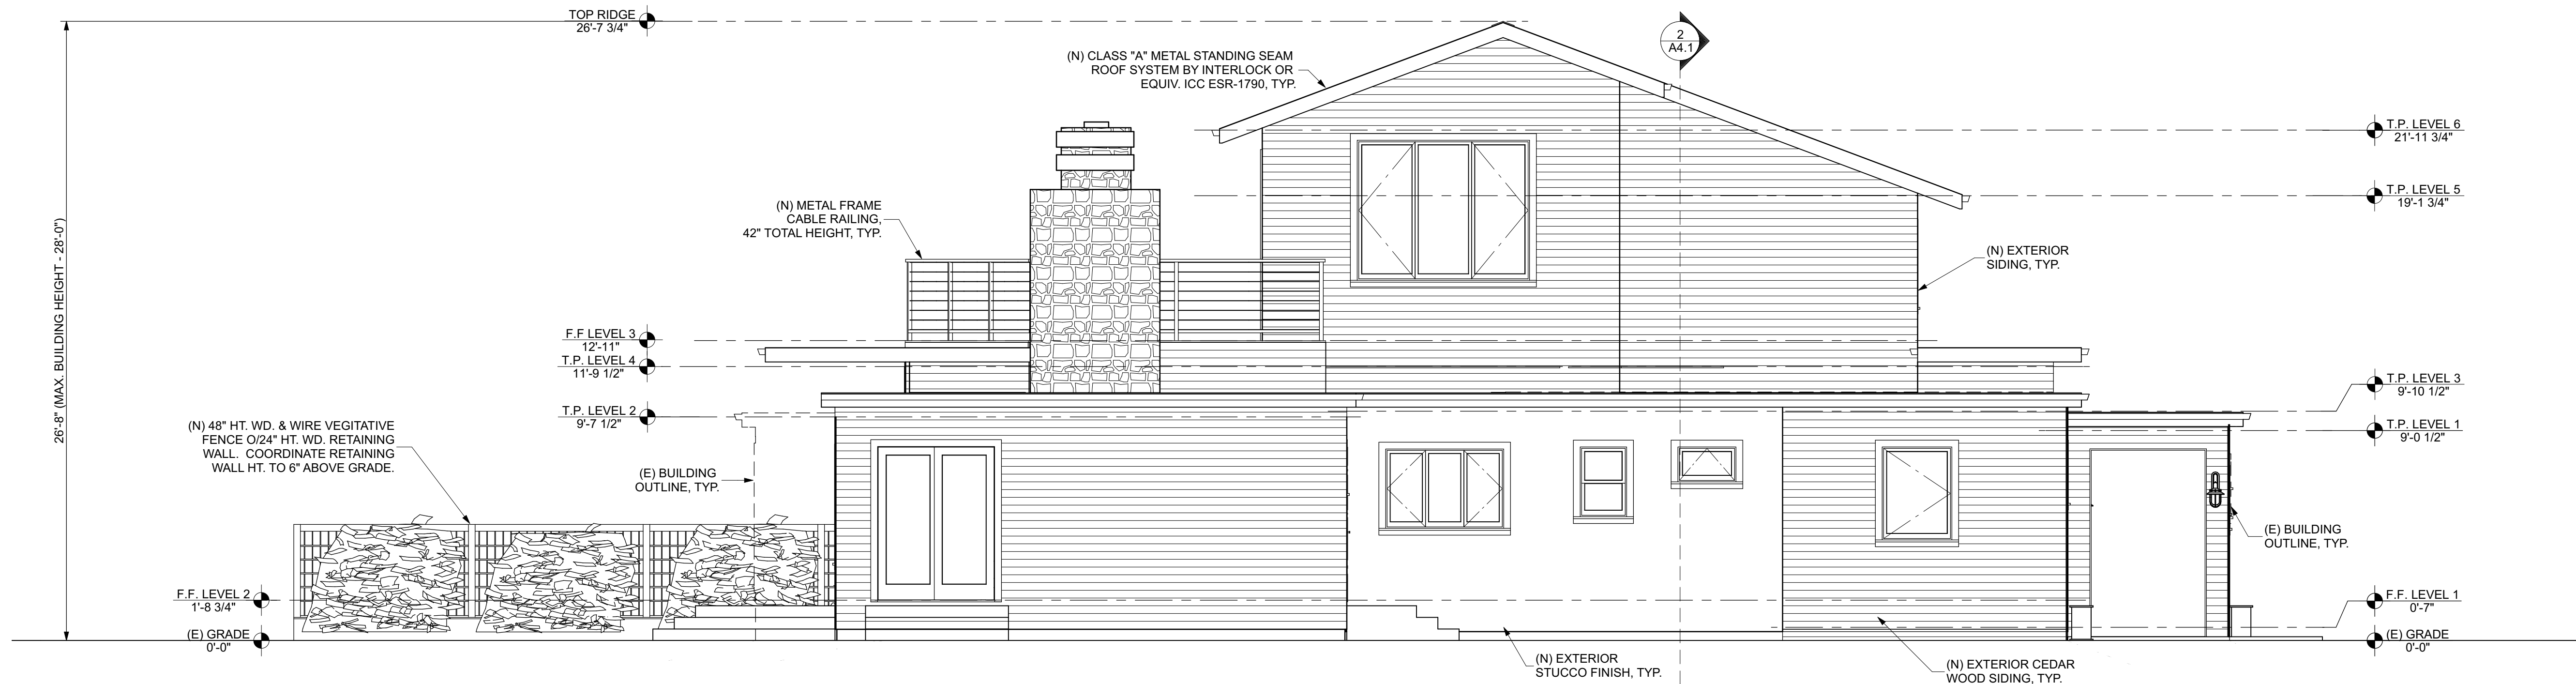 TOP RIDGE
26'-7 3/4"
2
A4.1
(N) CLASS "A" METAL STANDING SEAM
ROOF SYSTEM BY INTERLOCK OR
EQUIV. ICC ESR-1790, TYP.
T.P. LEVEL 6
21'-11 3/4"
T.P. LEVEL 5
19'-1 3/4"
(N) METAL FRAME
CABLE RAILING,
42" TOTAL HEIGHT, TYP.
26'-8" (MAX. BUILDING HEIGHT - 28'-0")
(N) EXTERIOR
SIDING, TYP.
F.F LEVEL 3
12'-11"
T.P. LEVEL 4
11'-9 1/2"
T.P. LEVEL 3
9'-10 1/2"
T.P. LEVEL 2
9'-7 1/2"
T.P. LEVEL 1
9'-0 1/2"
(N) 48" HT. WD. & WIRE VEGITATIVE
FENCE O/24" HT. WD. RETAINING
WALL. COORDINATE RETAINING
WALL HT. TO 6" ABOVE GRADE.
(E) BUILDING
OUTLINE, TYP.
(E) BUILDING
OUTLINE, TYP.
F.F. LEVEL 2
1'-8 3/4"
F.F. LEVEL 1
0'-7"
(E) GRADE
0'-0"
(E) GRADE
0'-0"
(N) EXTERIOR
STUCCO FINISH, TYP.
(N) EXTERIOR CEDAR
WOOD SIDING, TYP.